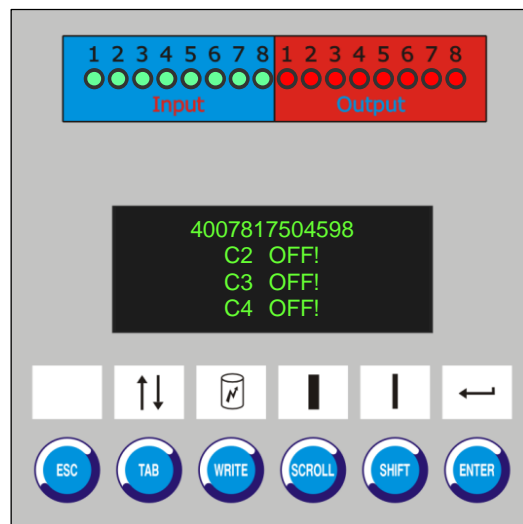 1 2 3 4 5 6 7 8 1 2 3 4 5 6 7 8
Input Output
4007817504598
C2 OFF!
C3 OFF!
C4 OFF!
ESC TAB WRITE SCROLL SHIFT ENTER